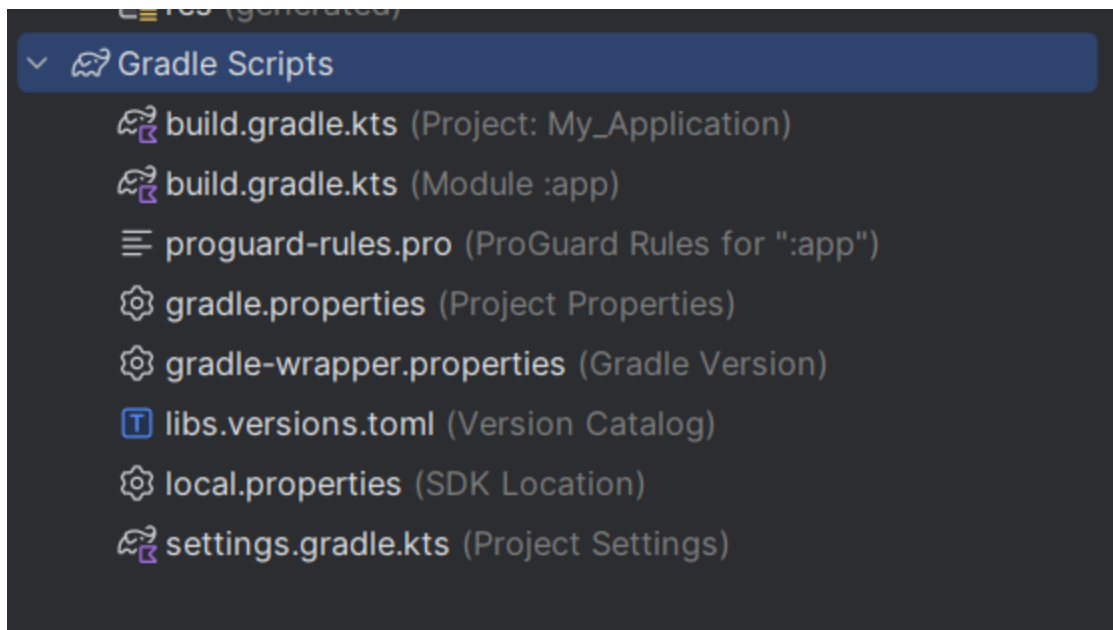 res (generated)
Gradle Scripts
build.gradle.kts (Project: My_Application)
build.gradle.kts (Module :app)
proguard-rules.pro (ProGuard Rules for ":app")
gradle.properties (Project Properties)
gradle-wrapper.properties (Gradle Version)
libs.versions.toml (Version Catalog)
local.properties (SDK Location)
settings.gradle.kts (Project Settings)